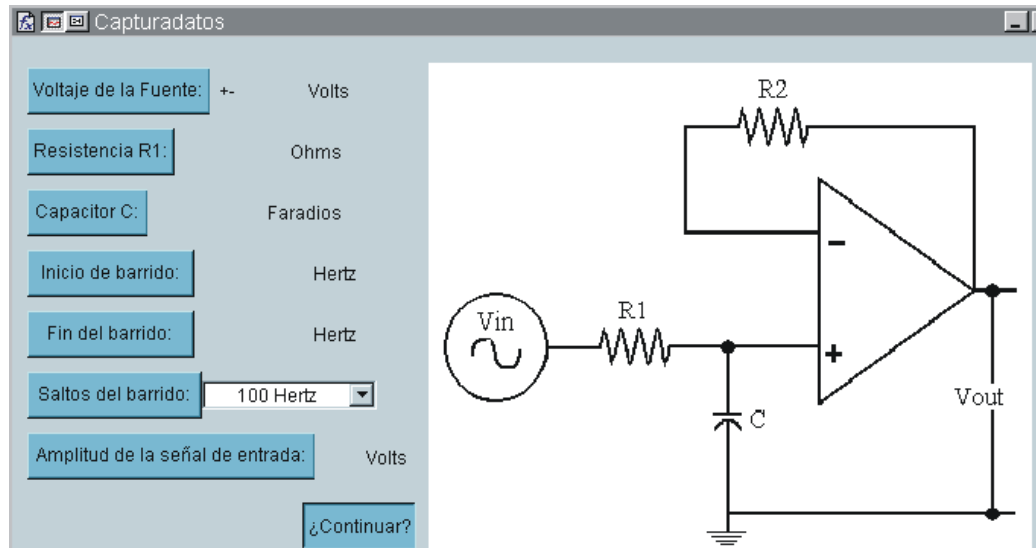 Capturadatos
Voltaje de la Fuente: +- Volts
Resistencia R1: Ohms
Capacitor C: Faradios
Inicio de barrido: Hertz
Fin del barrido: Hertz
Saltos del barrido: 100 Hertz
Amplitud de la señal de entrada: Volts
¿Continuar?
R2
-
Vin
R1
+
C
Vout